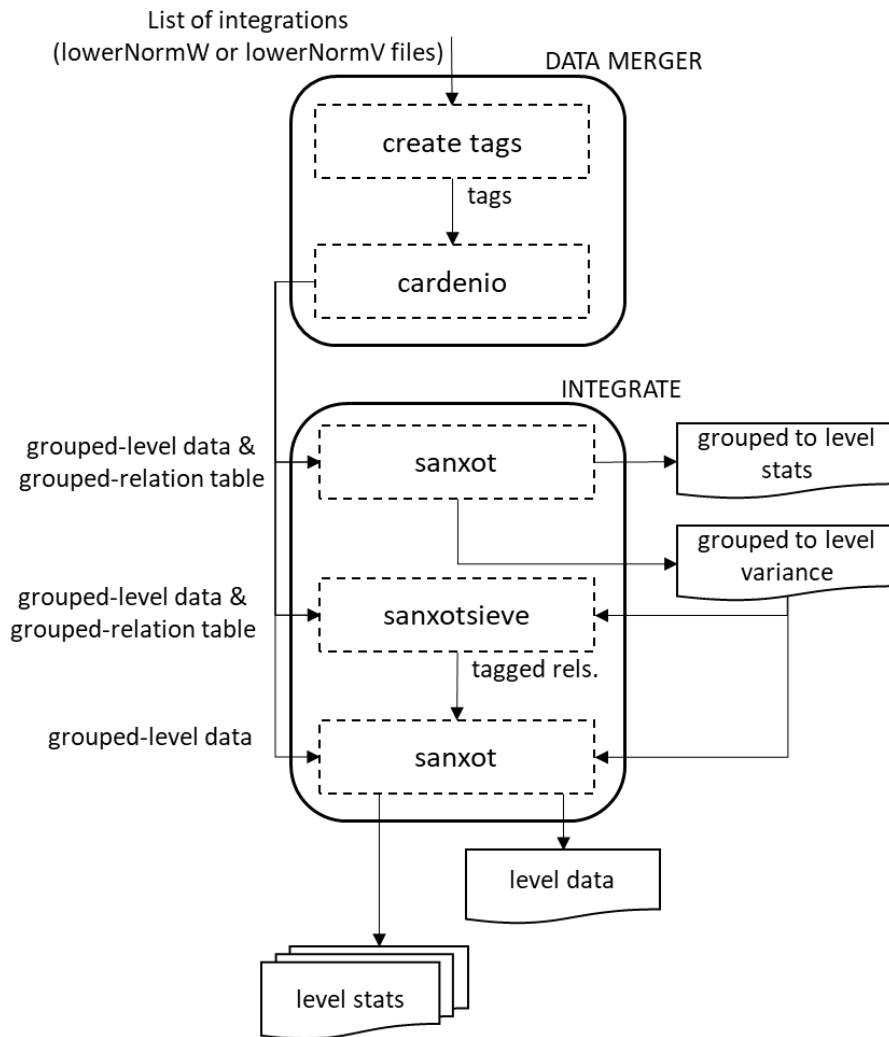 List of integrations
(lowerNormW or lowerNormV files)
DATA MERGER
create tags
tags
cardenio
INTEGRATE
grouped-level data &
grouped-relation table
sanxot
grouped to level
stats
grouped to level
variance
grouped-level data &
grouped-relation table
sanxotsieve
tagged rels.
grouped-level data
sanxot
level data
level stats